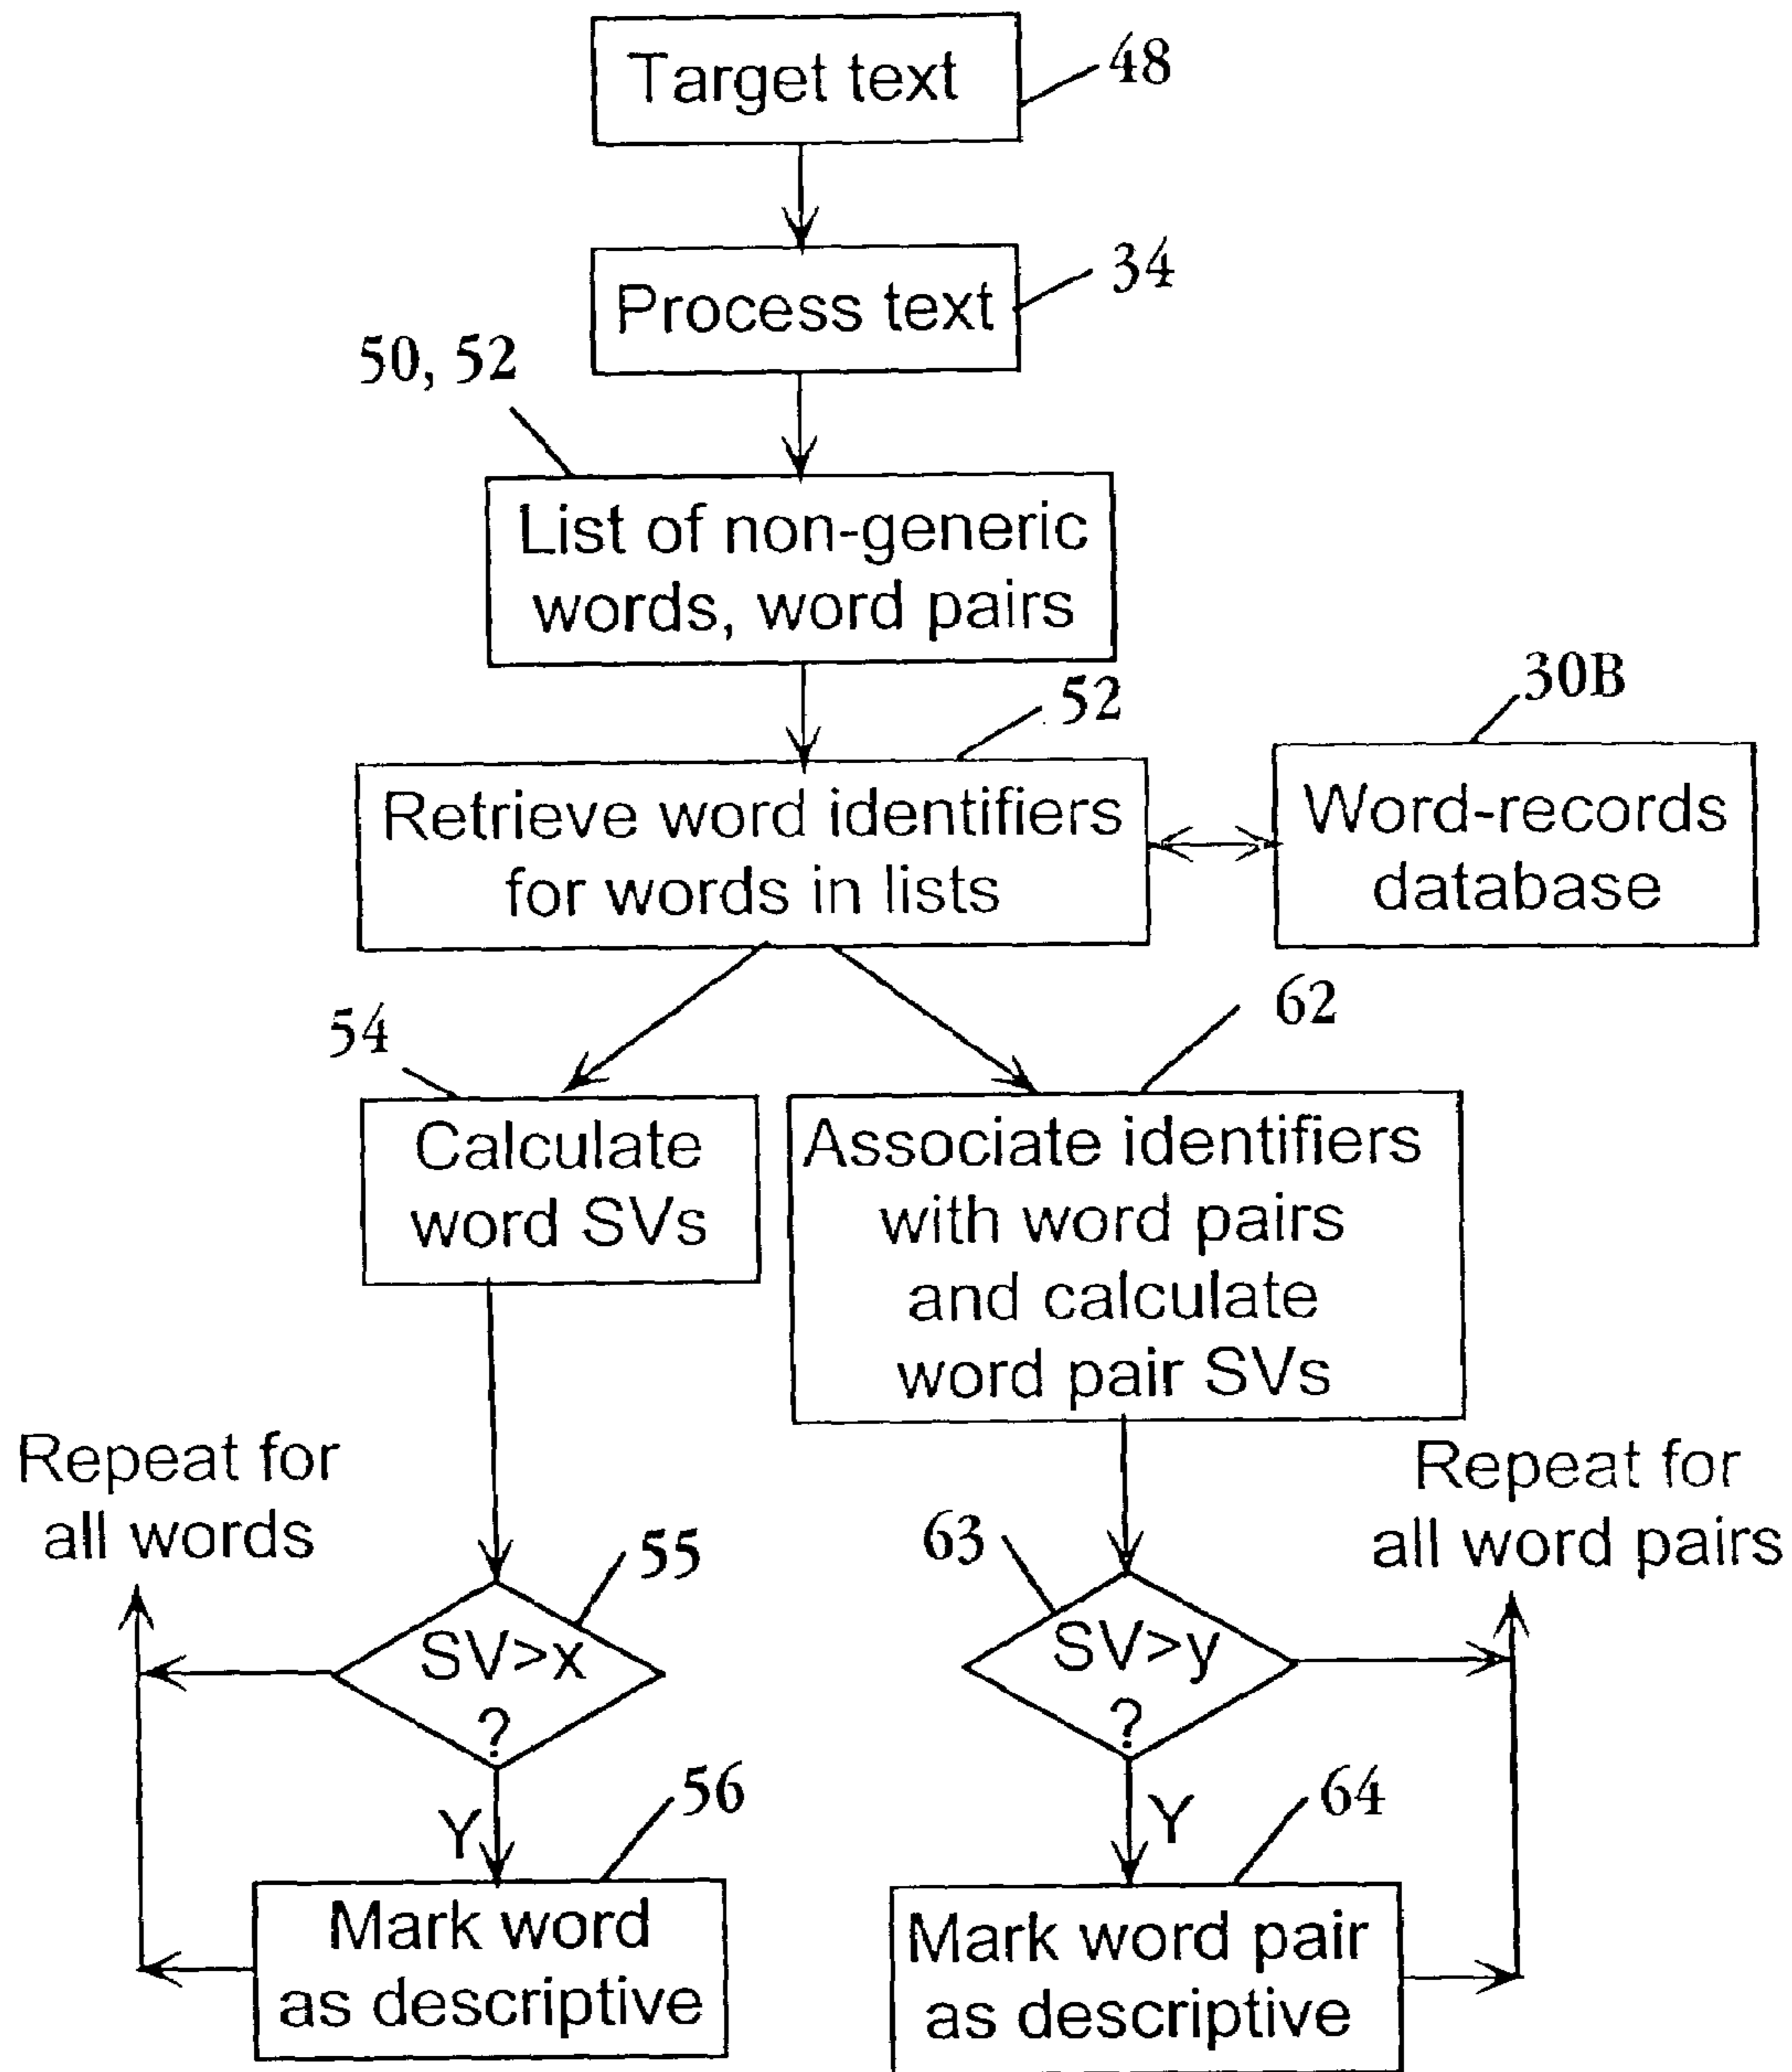 Target text
48
Process text
34
50, 52
List of non-generic
words, word pairs
52
30B
Retrieve word identifiers
for words in lists
Word-records
database
54
62
Calculate
word SVs
Associate identifiers
with word pairs
and calculate
word pair SVs
Repeat for
all words
Repeat for
all word pairs
55
63
SV>x
?
SV>y
?
Y
56
Y
64
Mark word
as descriptive
Mark word pair
as descriptive